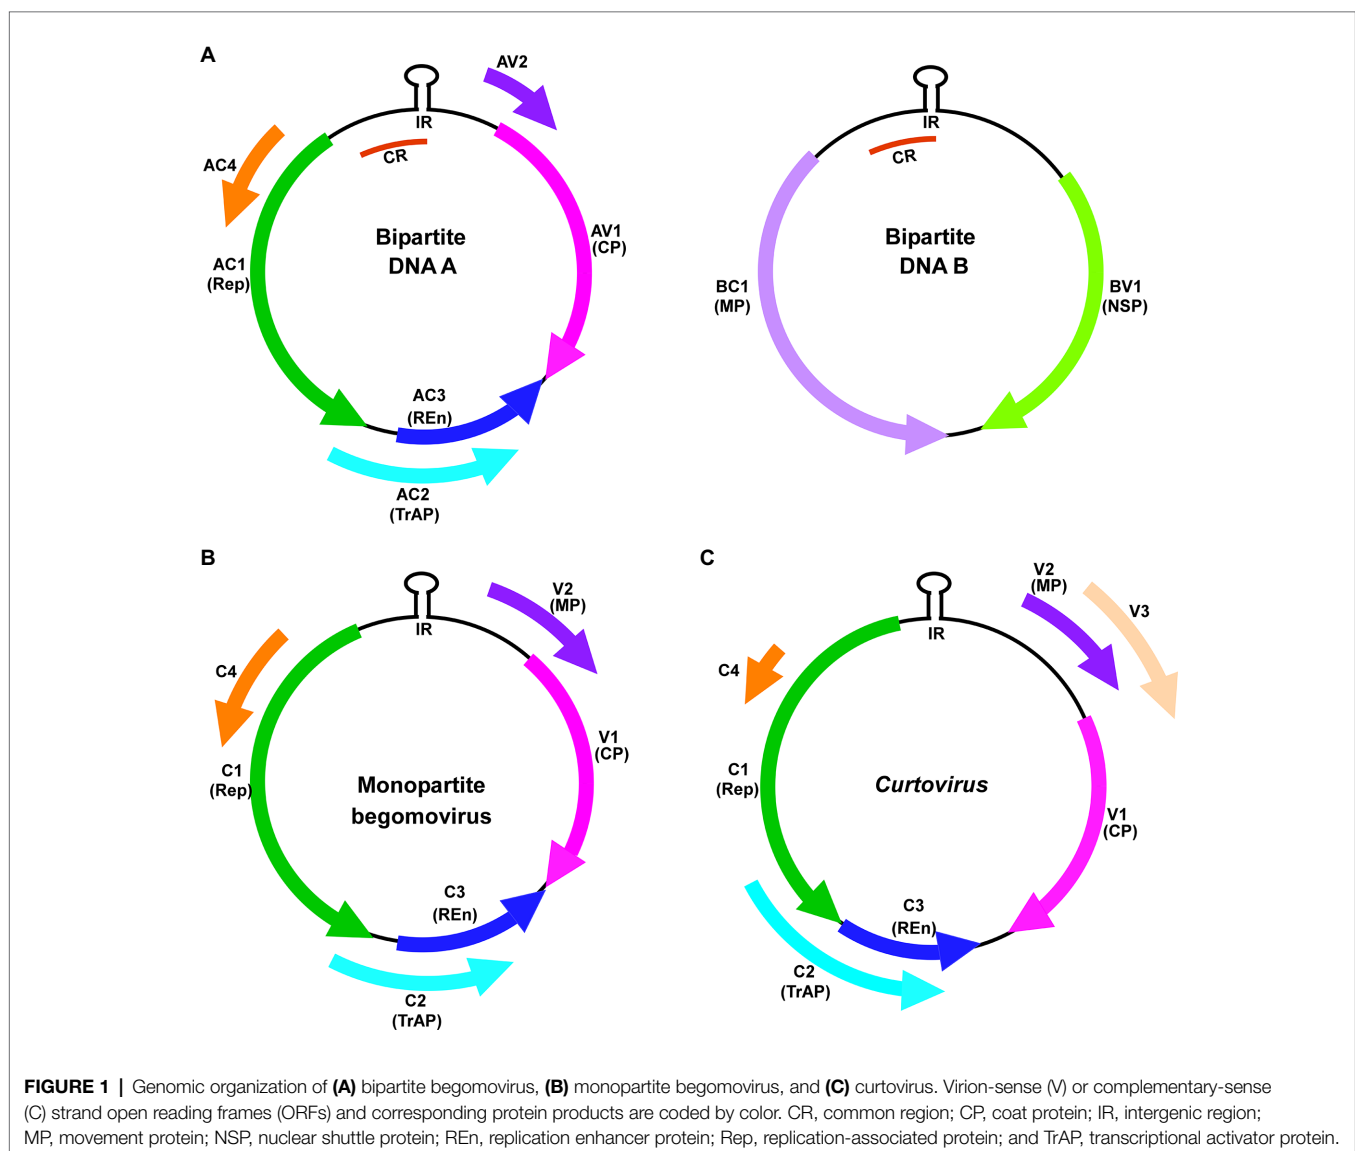 A
AV2
IR
CR
AC4
AV1
(CP)
Bipartite
DNA A
AC1
(Rep)
AC3
(REn)
AC2
(TrAP)
IR
CR
Bipartite
DNA B
BC1
(MP)
BV1
(NSP)
B
V2
(MP)
IR
C4
V1
(CP)
C1
(Rep)
Monopartite
begomovirus
C3
(REn)
C2
(TrAP)
C
V2
(MP)
V3
IR
C4
C1
(Rep)
Curtovirus
V1
(CP)
C3
(REn)
C2
(TrAP)
FIGURE 1 | Genomic organization of (A) bipartite begomovirus, (B) monopartite begomovirus, and (C) curtovirus. Virion-sense (V) or complementary-sense
(C) strand open reading frames (ORFs) and corresponding protein products are coded by color. CR, common region; CP, coat protein; IR, intergenic region;
MP, movement protein; NSP, nuclear shuttle protein; REn, replication enhancer protein; Rep, replication-associated protein; and TrAP, transcriptional activator protein.